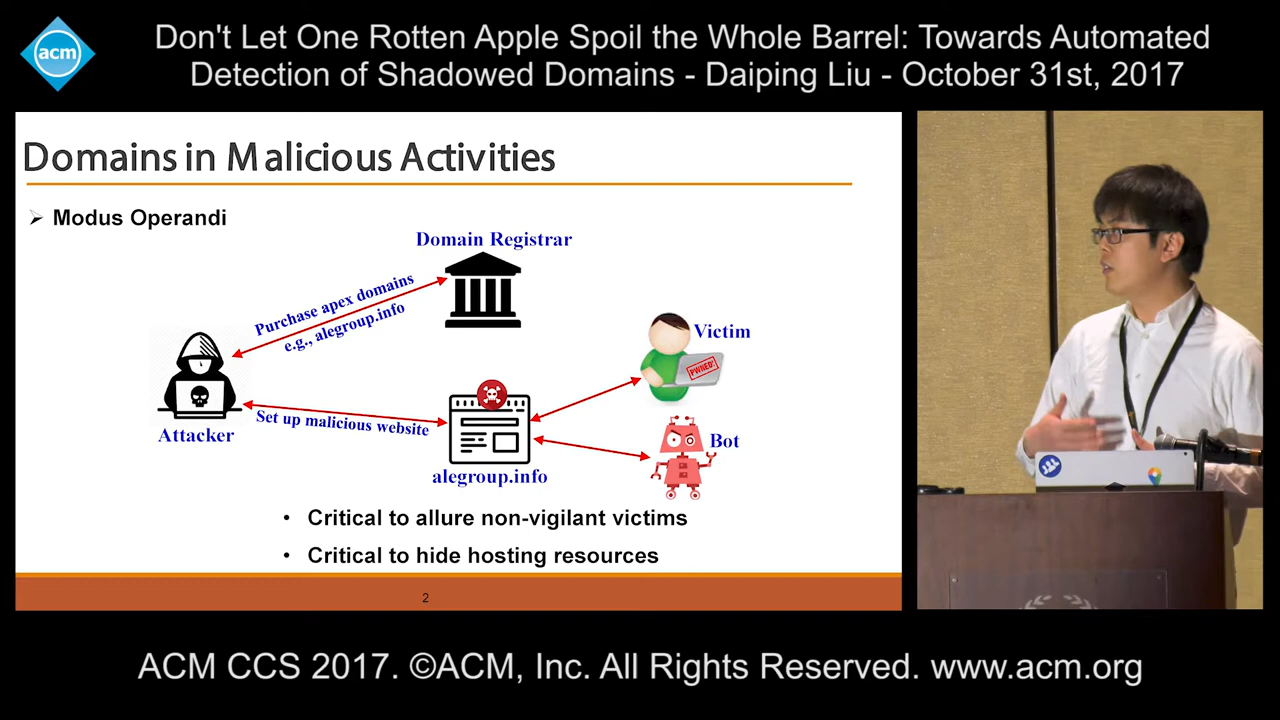 acm
Don't Let One Rotten Apple Spoil the Whole Barrel: Towards Automated
Detection of Shadowed Domains - Daiping Liu - October 31st, 2017
Domains in Malicious Activities
➢ Modus Operandi
Domain Registrar
Purchase apex domains
e.g., alegroup.info
Victim
PWNED!
Attacker
Set up malicious website
Bot
alegroup.info
• Critical to allure non-vigilant victims
• Critical to hide hosting resources
2
ACM CCS 2017. ©ACM, Inc. All Rights Reserved. www.acm.org